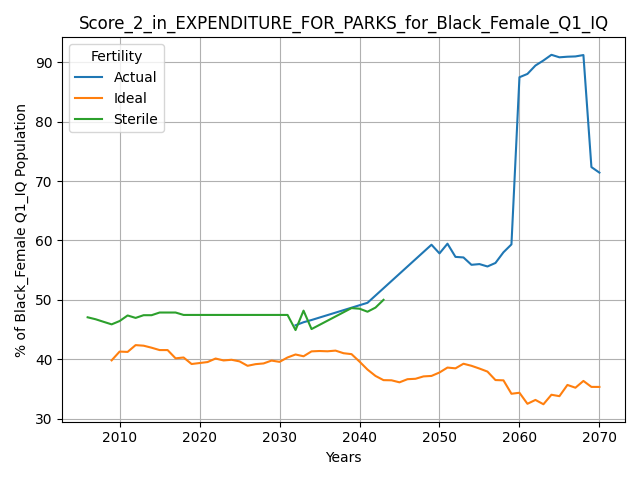 Score_2_in_EXPENDITURE_FOR_PARKS_for_Black_Female_Q1_IQ
Fertility
Actual
Ideal
Sterile
% of Black_Female Q1_IQ Population
90
80
70
60
50
40
30
2010
2020
2030
2040
2050
2060
2070
Years